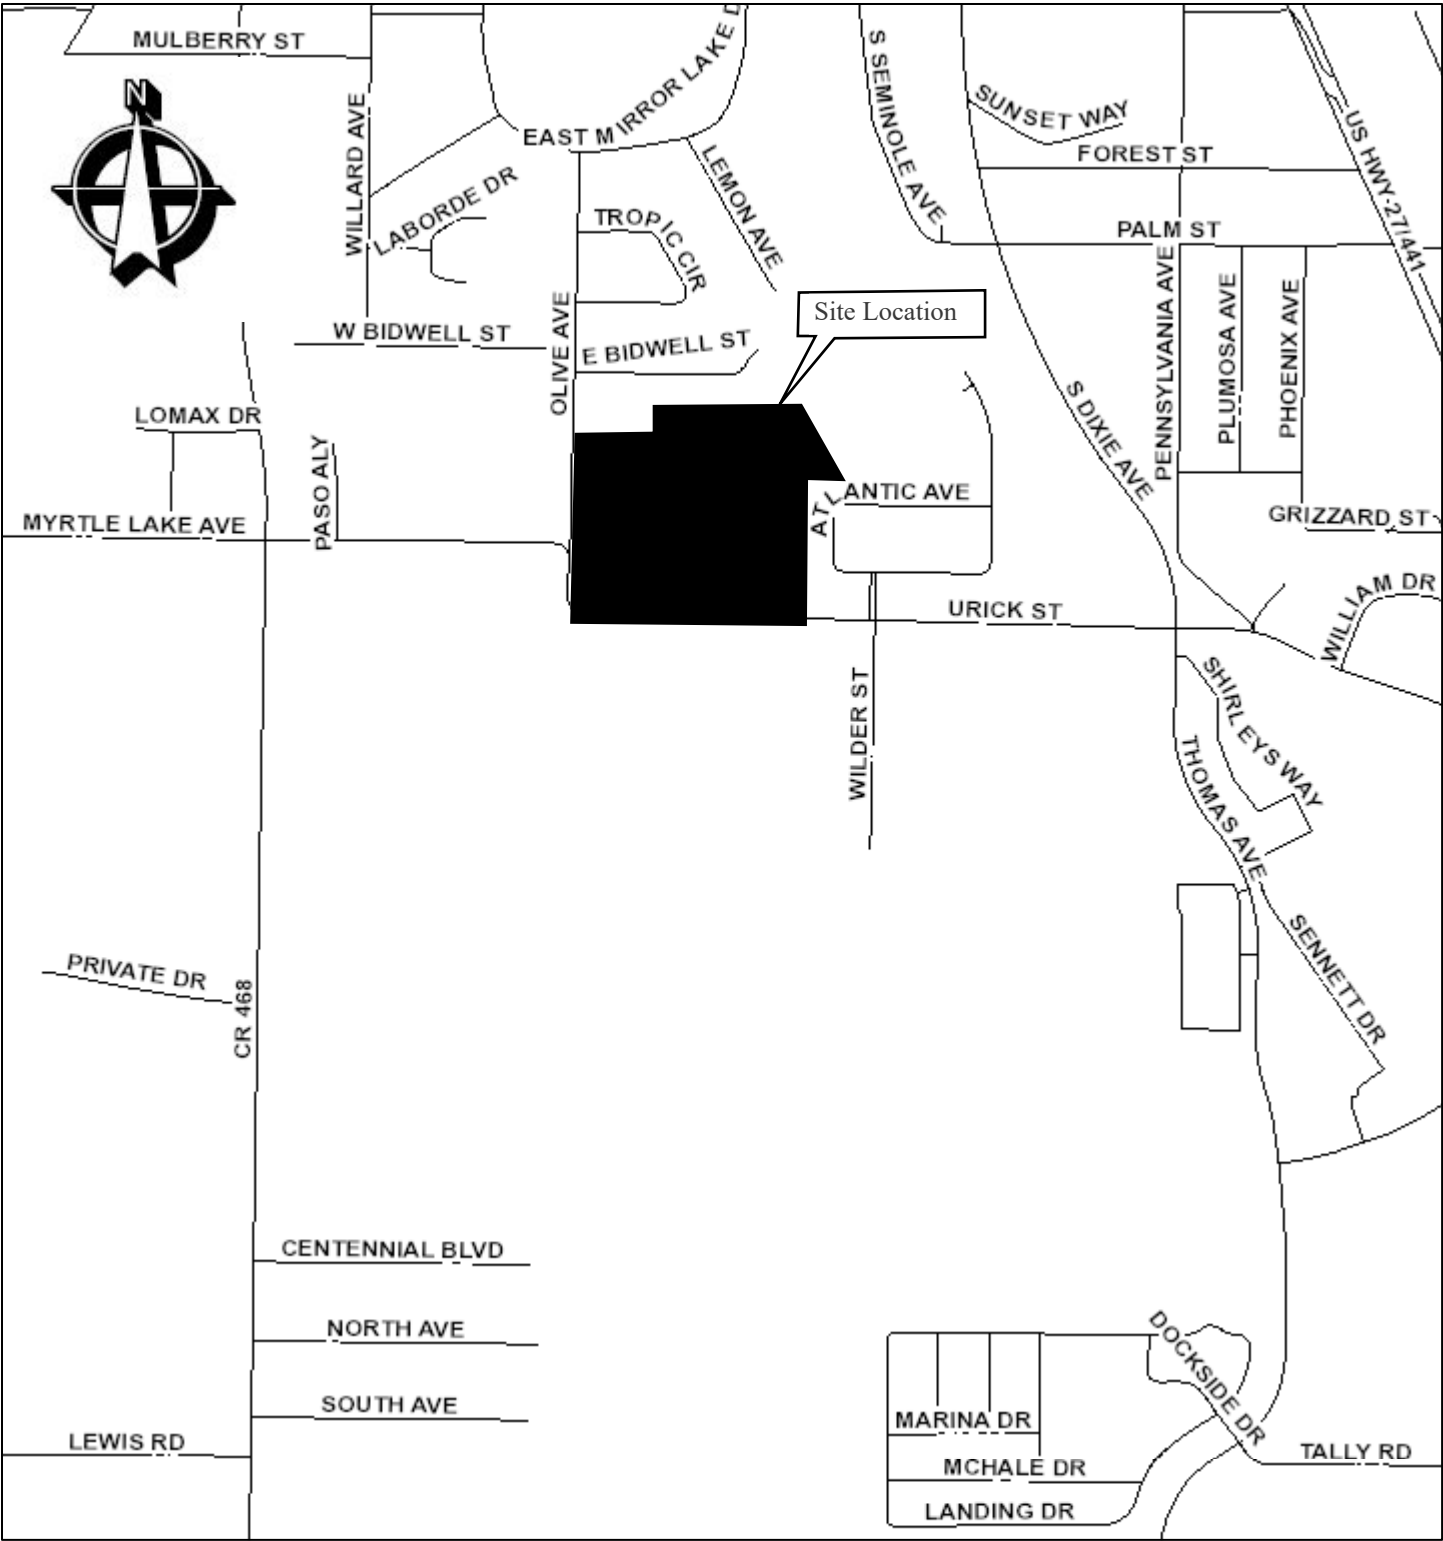 MULBERRY ST
N
WILLARD AVE
EAST MIRROR LAKE D
S SEMINOLE AVE
SUNSET WAY
FOREST ST
US HWY-27/441
LABORDE DR
LEMON AVE
TROPIC CIR
PALM ST
PENNSYLVANIA AVE
PLUMOSA AVE
PHOENIX AVE
OLIVE AVE
Site Location
W BIDWELL ST
E BIDWELL ST
S DIXIE AVE
LOMAX DR
PASO ALY
MYRTLE LAKE AVE
ATLANTIC AVE
GRIZZARD ST
WILLIAM DR
URICK ST
WILDER ST
SHIRLEYS WAY
THOMAS AVE
SENNETT DR
PRIVATE DR
CR 468
CENTENNIAL BLVD
NORTH AVE
SOUTH AVE
LEWIS RD
DOCKSIDE DR
MARINA DR
TALLY RD
MCHALE DR
LANDING DR